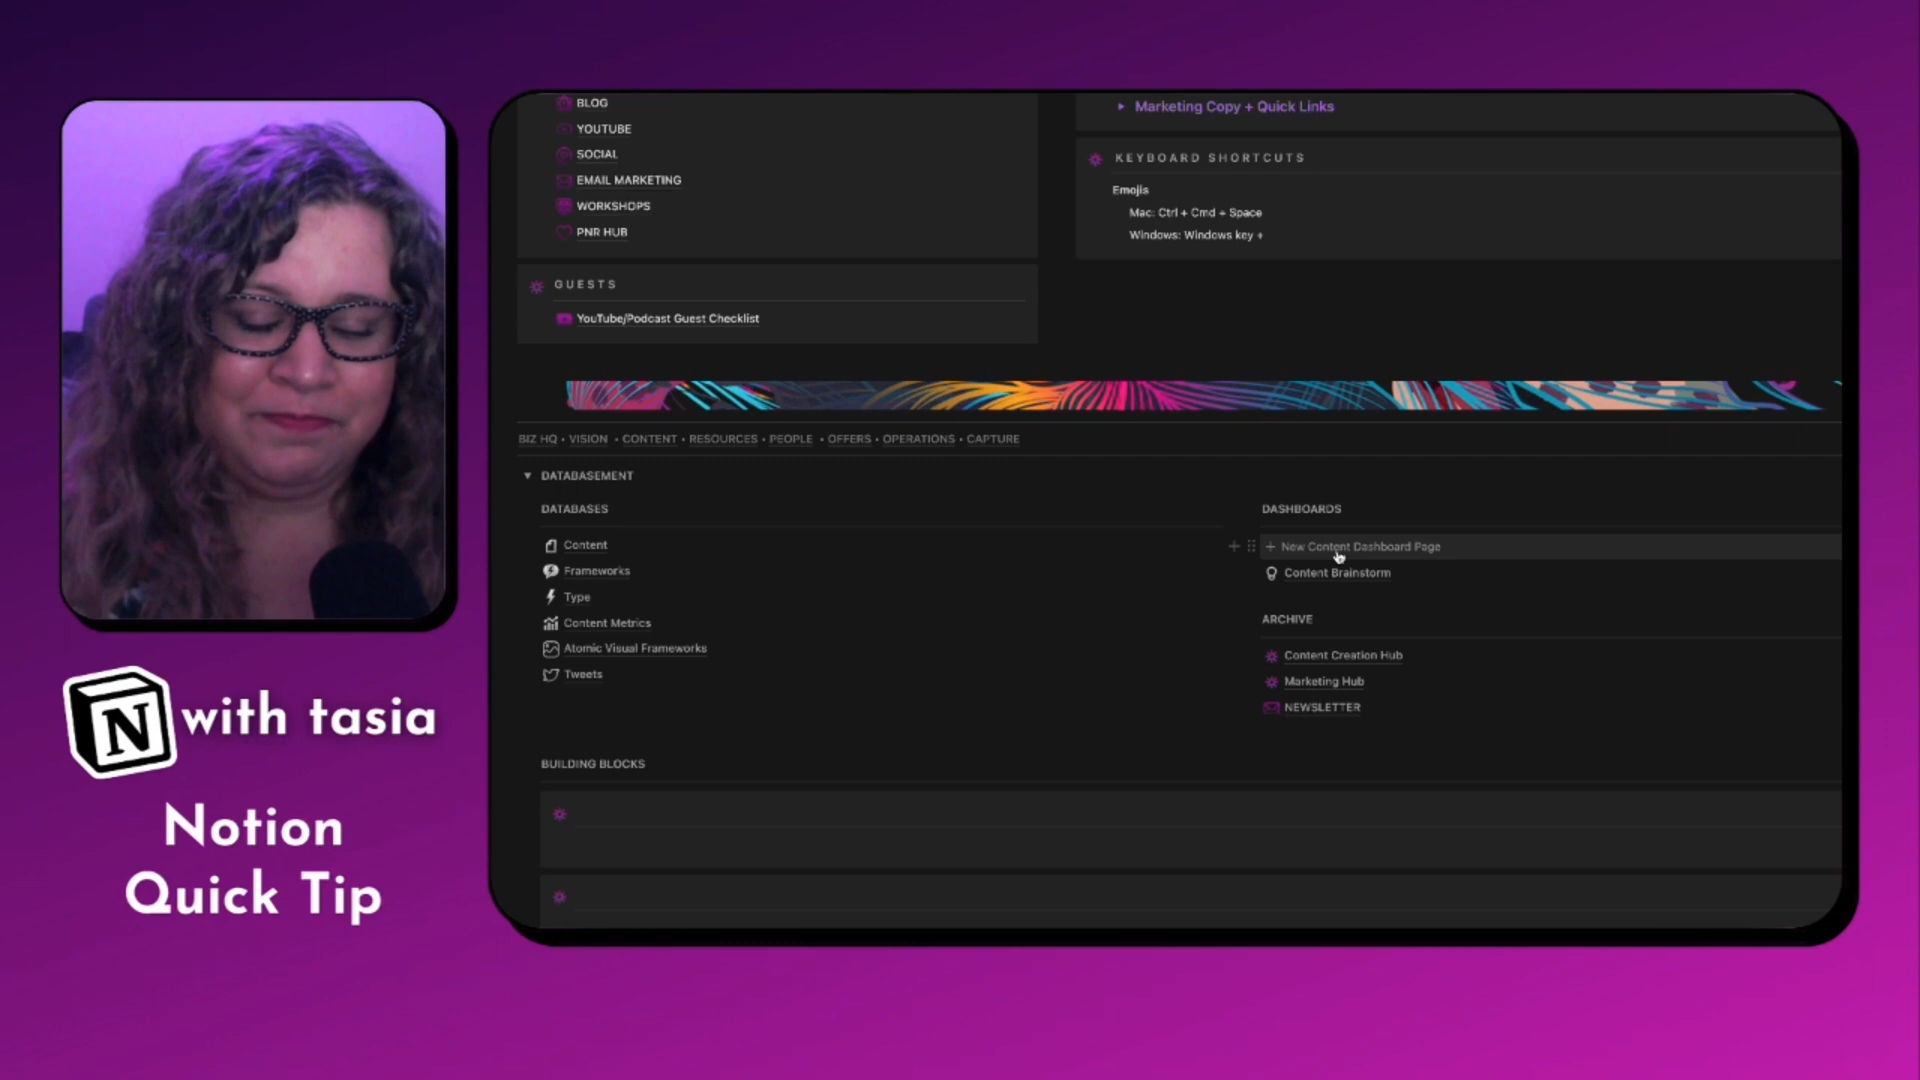 BLOG
YOUTUBE
SOCIAL
EMAIL MARKETING
WORKSHOPS
PNR HUB
GUESTS
YouTube/Podcast Guest Checklist
Marketing Copy + Quick Links
KEYBOARD SHORTCUTS
Emojis
Mac: Ctrl + Cmd + Space
Windows: Windows key +
BIZ HQ • VISION • CONTENT • RESOURCES • PEOPLE • OFFERS • OPERATIONS • CAPTURE
DATABASEMENT
DATABASES
Content
Frameworks
Type
Content Metrics
Atomic Visual Frameworks
Tweets
DASHBOARDS
+ New Content Dashboard Page
Content Brainstorm
ARCHIVE
Content Creation Hub
Marketing Hub
NEWSLETTER
BUILDING BLOCKS
N with tasia
Notion
Quick Tip